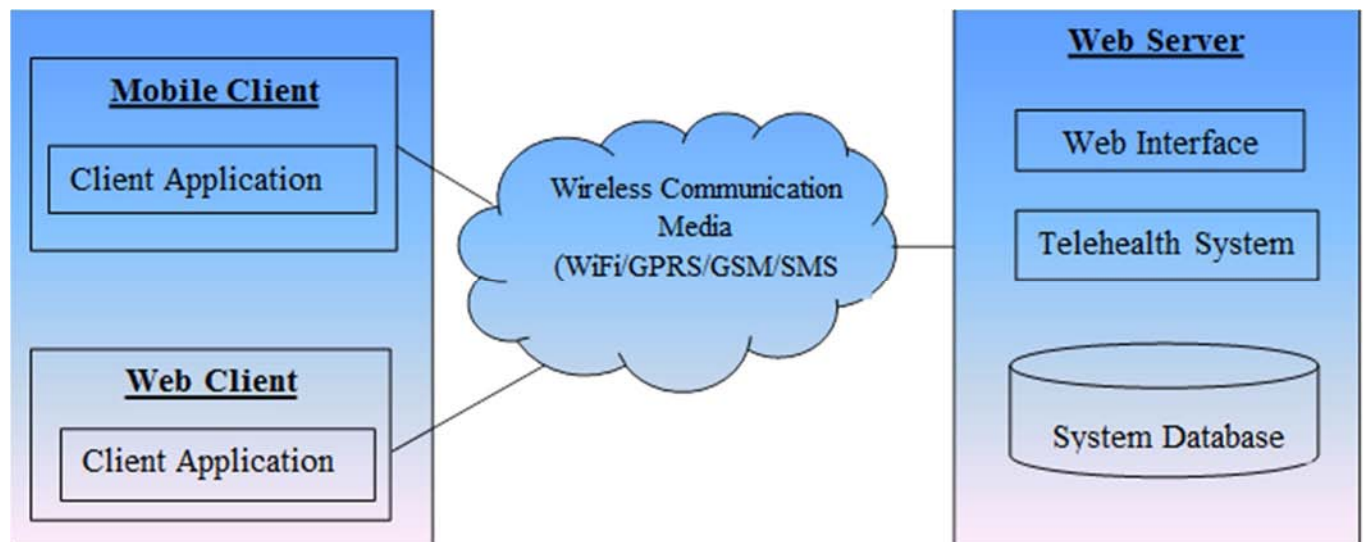 Mobile Client
Client Application
Web Client
Client Application
Wireless Communication
Media
(WiFi/GPRS/GSM/SMS
Web Server
Web Interface
Telehealth System
System Database